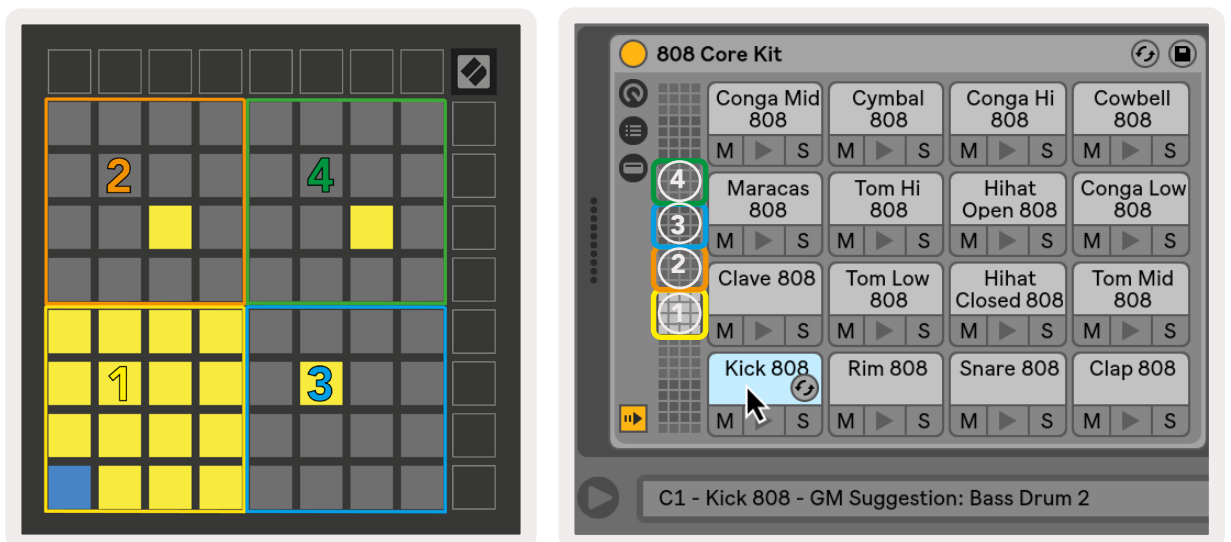 2
4
1
3
808 Core Kit
Conga Mid
808
Cymbal
808
Conga Hi
808
Cowbell
808
M S M S M S M S
4
3
2
1
Maracas
808
Tom Hi
808
Hihat
Open 808
Conga Low
808
M S M S M S M S
Clave 808
Tom Low
808
Hihat
Closed 808
Tom Mid
808
M S M S M S M S
Kick 808
Rim 808
Snare 808
Clap 808
M S M S M S M S
C1 - Kick 808 - GM Suggestion: Bass Drum 2